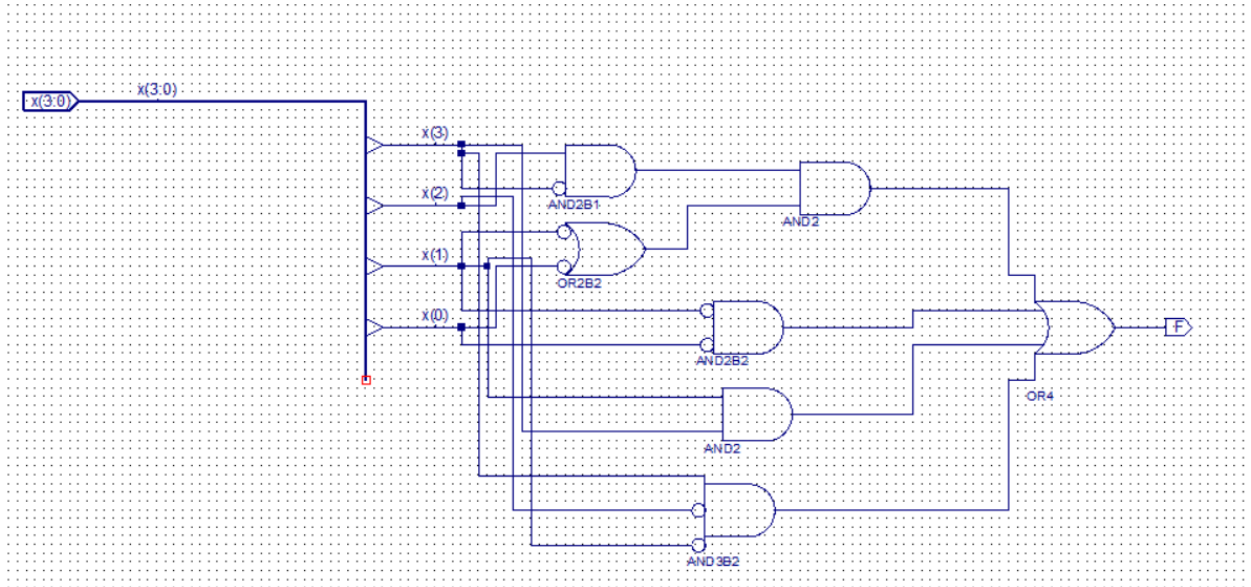 x(3:0)
x(3:0)
x(3)
x(2)
AND2B1
AND2
x(1)
OR2B2
x(0)
F
AND2B2
OR4
AND2
AND3B2